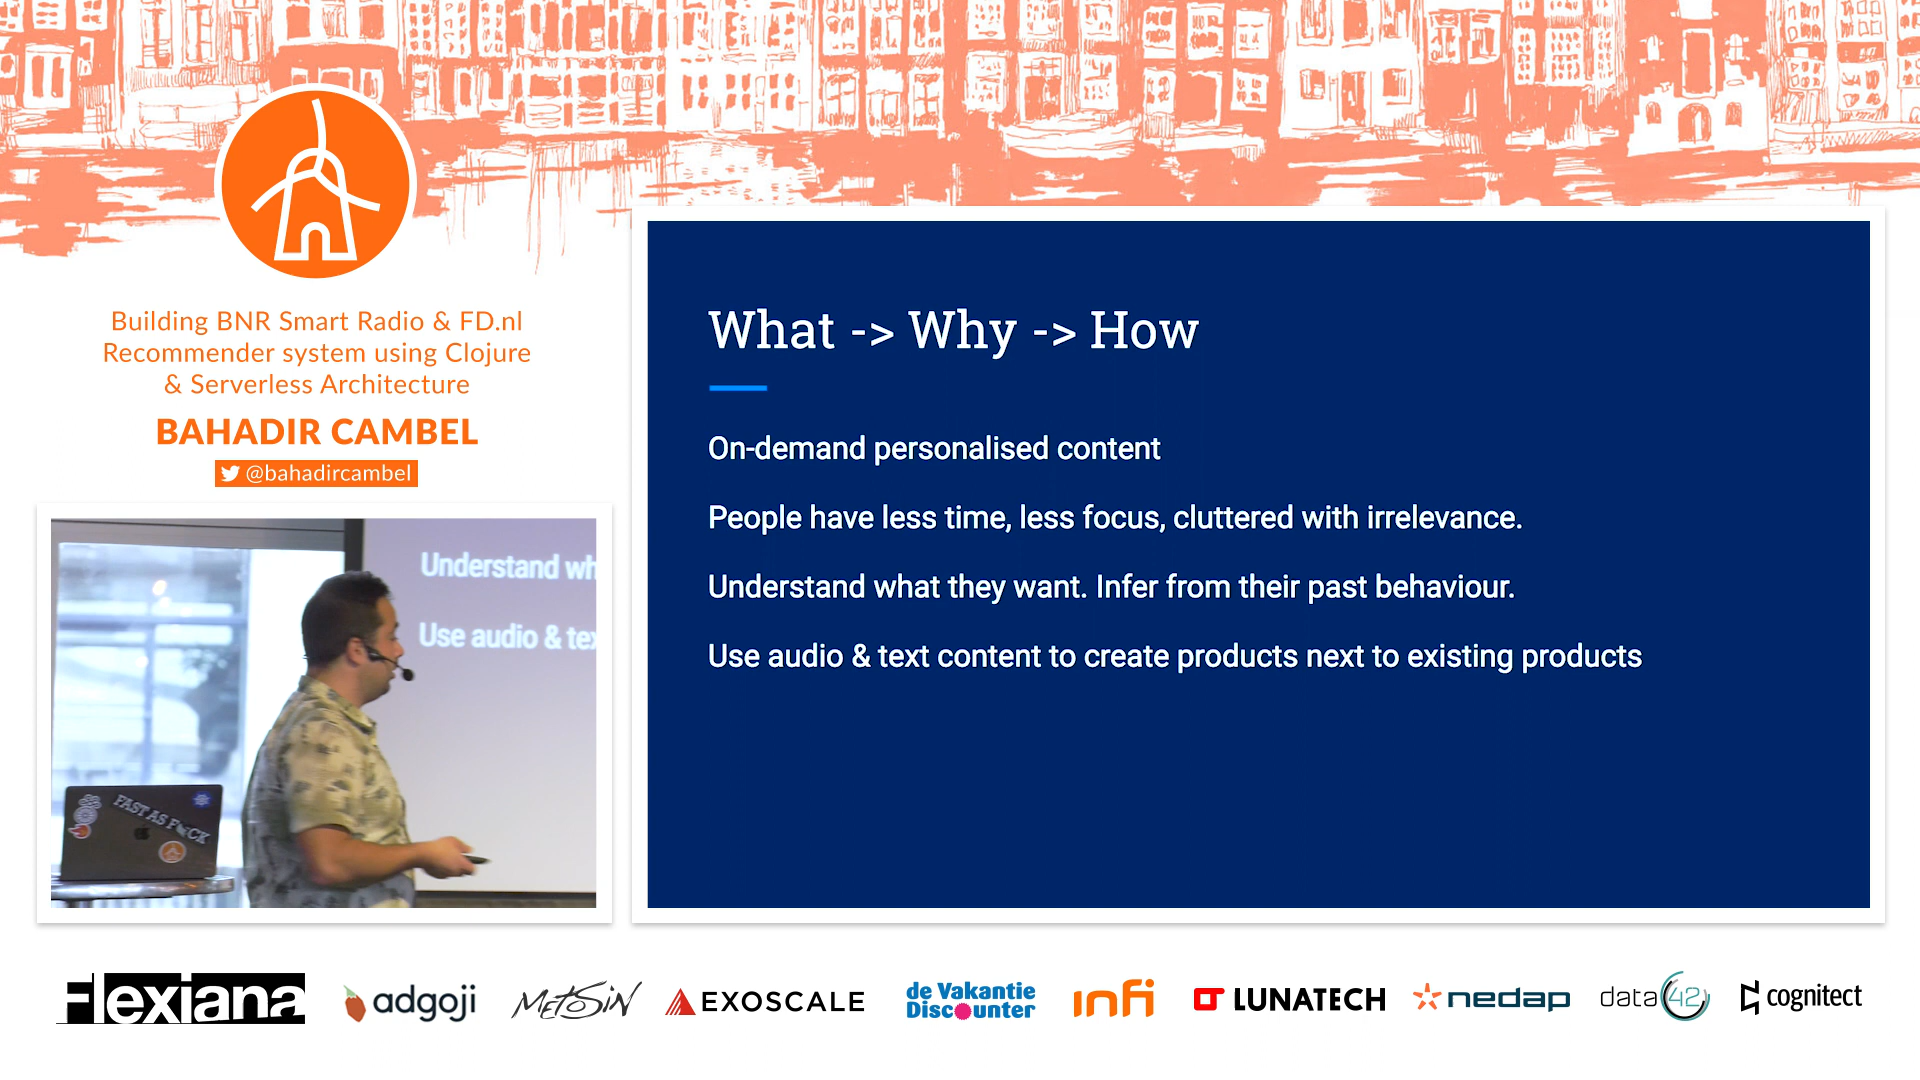 Building BNR Smart Radio & FD.nl
Recommender system using Clojure
& Serverless Architecture
BAHADIR CAMBEL
@bahadircambel
What -> Why -> How
On-demand personalised content
People have less time, less focus, cluttered with irrelevance.
Understand what they want. Infer from their past behaviour.
Use audio & text content to create products next to existing products
Understand wh
Use audio & te
FAST AS F*CK
Flexiana
adgoji
METOSIN
EXOSCALE
de Vakantie
Discounter
infi
LUNATECH
nedap
data 42
cognitect